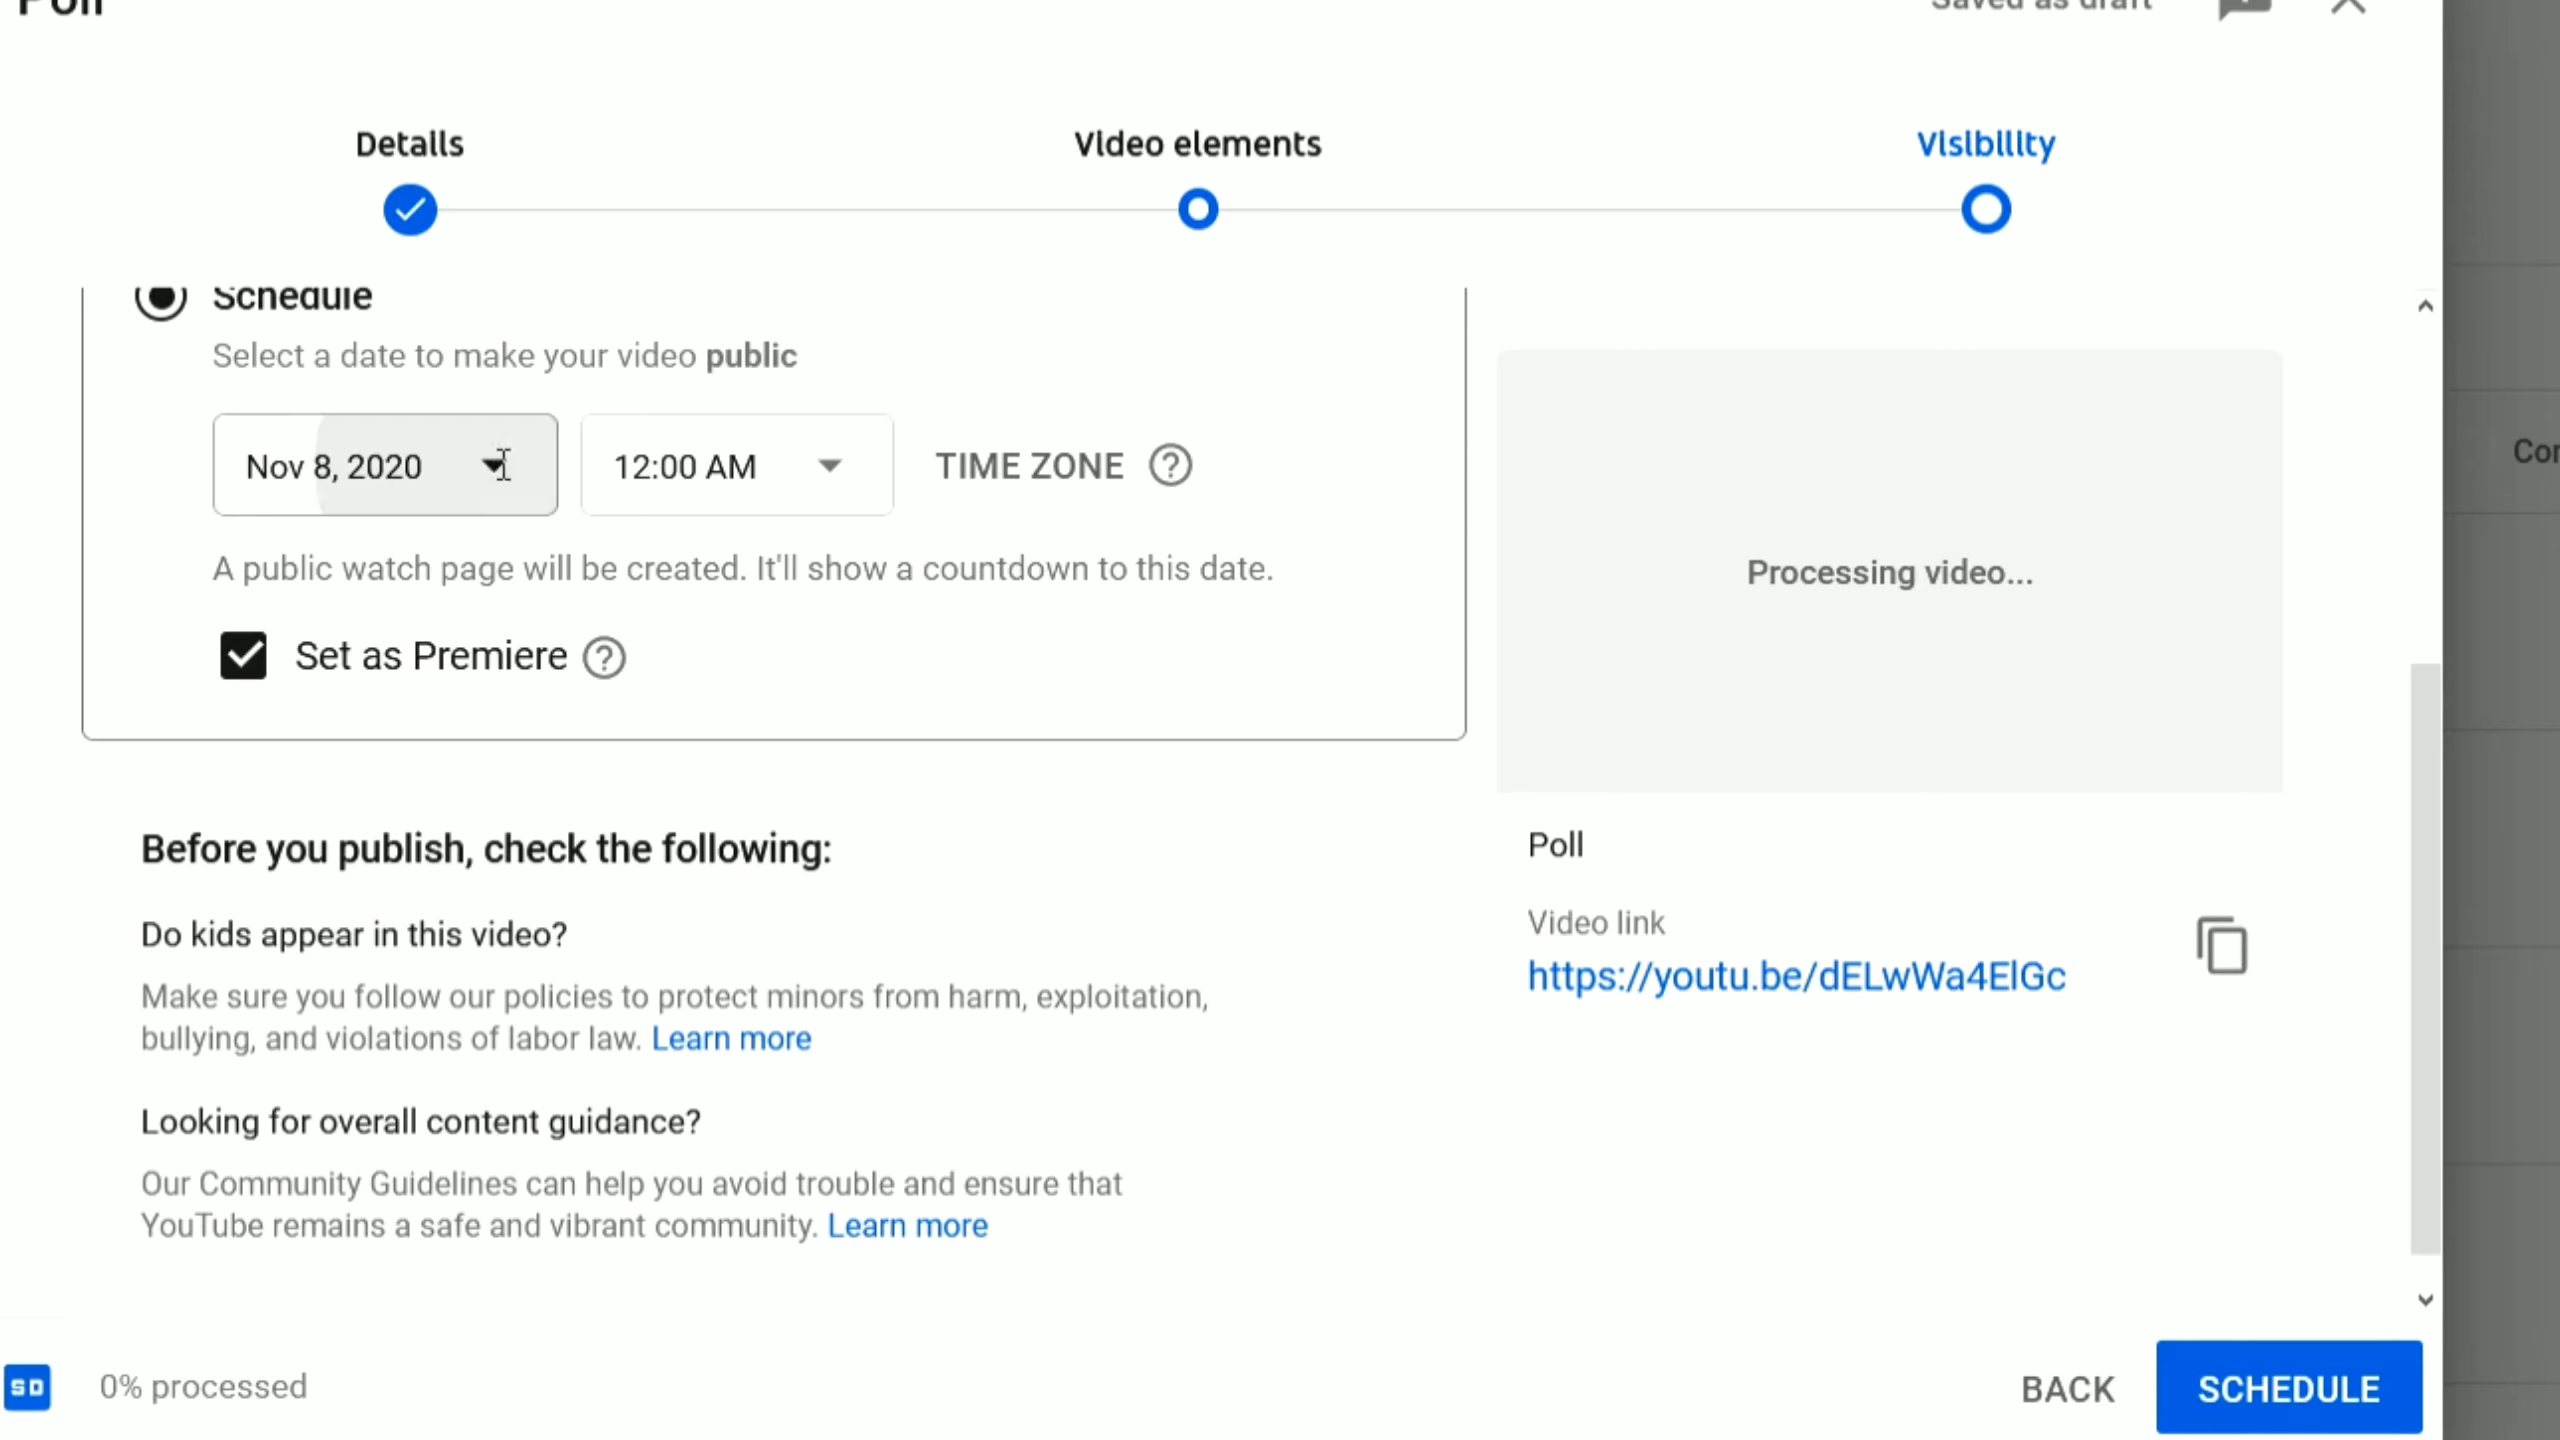 Poll
Saved as draft
Details
Video elements
Visibility
Schedule
Select a date to make your video public
Nov 8, 2020
12:00 AM
TIME ZONE
A public watch page will be created. It'll show a countdown to this date.
Set as Premiere
Processing video...
Before you publish, check the following:
Do kids appear in this video?
Make sure you follow our policies to protect minors from harm, exploitation,
bullying, and violations of labor law. Learn more
Looking for overall content guidance?
Our Community Guidelines can help you avoid trouble and ensure that
YouTube remains a safe and vibrant community. Learn more
Poll
Video link
https://youtu.be/dELwWa4ElGc
SD
0% processed
BACK
SCHEDULE